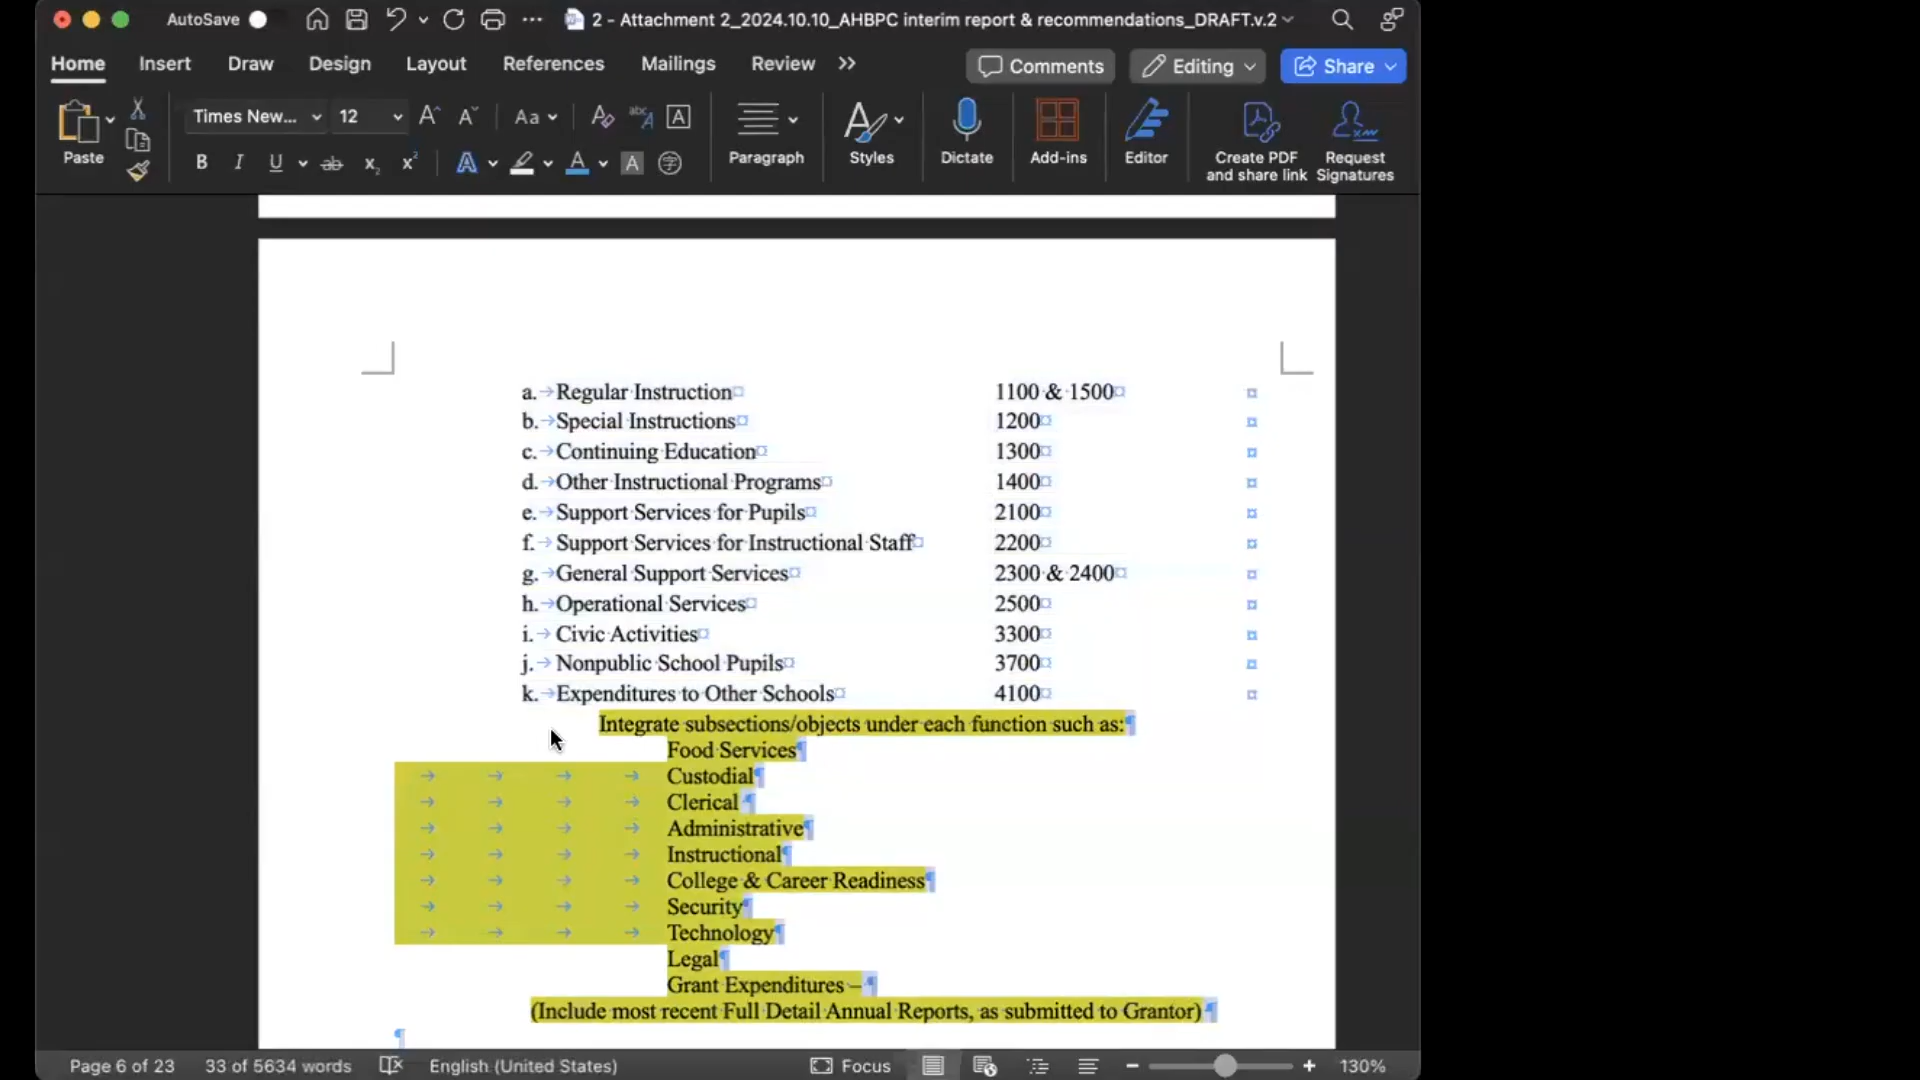 AutoSave
2 - Attachment 2_2024.10.10_AHBPC interim report & recommendations_DRAFT.v.2
Home Insert Draw Design Layout References Mailings Review Comments Editing Share
Paste
Times New... 12
Aa
B I U ab x₂ x²
Paragraph
Styles
Dictate
Add-ins
Editor
Create PDF and share link
Request Signatures
a. Regular Instruction 1100 & 1500
b. Special Instructions 1200
c. Continuing Education 1300
d. Other Instructional Programs 1400
e. Support Services for Pupils 2100
f. Support Services for Instructional Staff 2200
g. General Support Services 2300 & 2400
h. Operational Services 2500
i. Civic Activities 3300
j. Nonpublic School Pupils 3700
k. Expenditures to Other Schools 4100
Integrate subsections/objects under each function such as:
Food Services
Custodial
Clerical
Administrative
Instructional
College & Career Readiness
Security
Technology
Legal
Grant Expenditures –
(Include most recent Full Detail Annual Reports, as submitted to Grantor)
Page 6 of 23 33 of 5634 words English (United States) Focus 130%